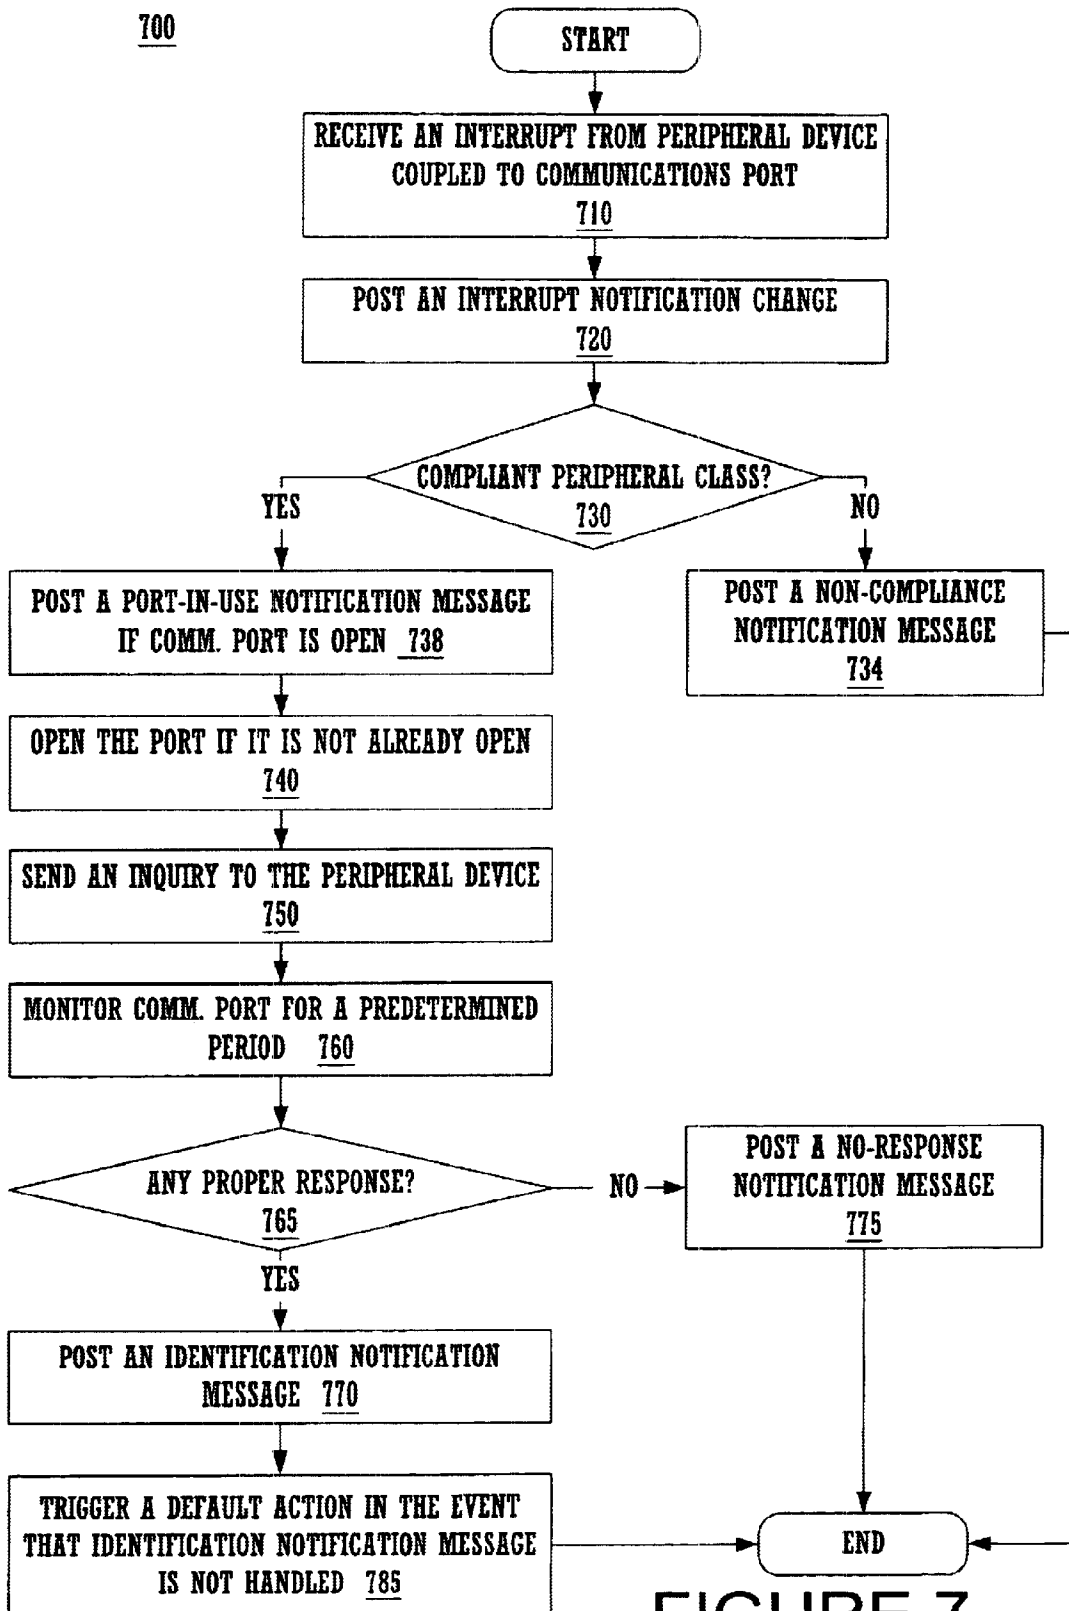 700
START
RECEIVE AN INTERRUPT FROM PERIPHERAL DEVICE
COUPLED TO COMMUNICATIONS PORT
710
POST AN INTERRUPT NOTIFICATION CHANGE
720
COMPLIANT PERIPHERAL CLASS?
730
YES
NO
POST A PORT-IN-USE NOTIFICATION MESSAGE
IF COMM. PORT IS OPEN 738
POST A NON-COMPLIANCE
NOTIFICATION MESSAGE
734
OPEN THE PORT IF IT IS NOT ALREADY OPEN
740
SEND AN INQUIRY TO THE PERIPHERAL DEVICE
750
MONITOR COMM. PORT FOR A PREDETERMINED
PERIOD 760
ANY PROPER RESPONSE?
765
NO
POST A NO-RESPONSE
NOTIFICATION MESSAGE
775
YES
POST AN IDENTIFICATION NOTIFICATION
MESSAGE 770
TRIGGER A DEFAULT ACTION IN THE EVENT
THAT IDENTIFICATION NOTIFICATION MESSAGE
IS NOT HANDLED 785
END
FIGURE 7